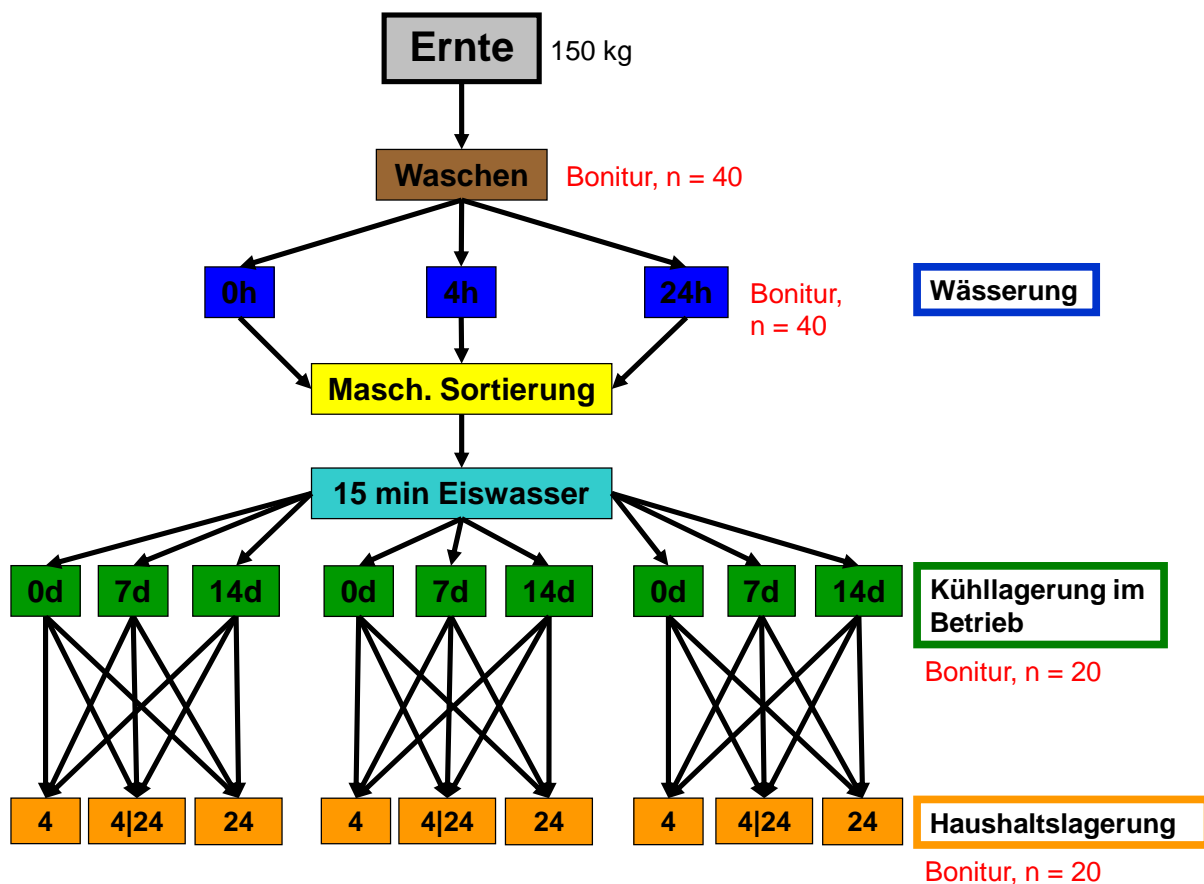 Ernte
150 kg
Waschen
Bonitur, n = 40
0h
4h
24h
Bonitur,
n = 40
Wässerung
Masch. Sortierung
15 min Eiswasser
0d
7d
14d
0d
7d
14d
0d
7d
14d
Kühllagerung im
Betrieb
Bonitur, n = 20
4
4|24
24
4
4|24
24
4
4|24
24
Haushaltslagerung
Bonitur, n = 20